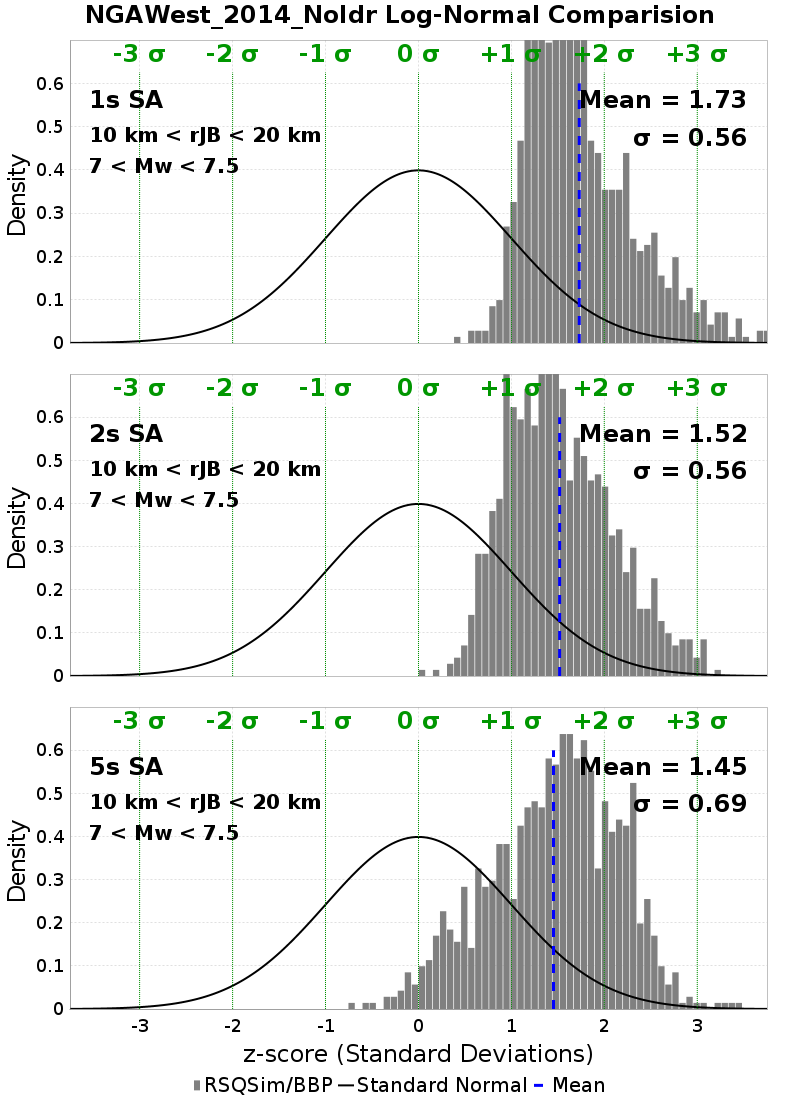 NGAWest_2014_NoIdr Log-Normal Comparision
-3 σ -2 σ -1 σ 0 σ +1 σ +2 σ +3 σ
0.6
1s SA
Mean = 1.73
0.5
10 km < rJB < 20 km
σ = 0.56
7 < Mw < 7.5
0.4
Density
0.3
0.2
0.1
0
-3 σ -2 σ -1 σ 0 σ +1 σ +2 σ +3 σ
0.6
2s SA
Mean = 1.52
0.5
10 km < rJB < 20 km
σ = 0.56
7 < Mw < 7.5
0.4
Density
0.3
0.2
0.1
0
-3 σ -2 σ -1 σ 0 σ +1 σ +2 σ +3 σ
0.6
5s SA
Mean = 1.45
0.5
10 km < rJB < 20 km
σ = 0.69
7 < Mw < 7.5
0.4
Density
0.3
0.2
0.1
0
-3 -2 -1 0 1 2 3
z-score (Standard Deviations)
RSQSim/BBP Standard Normal Mean